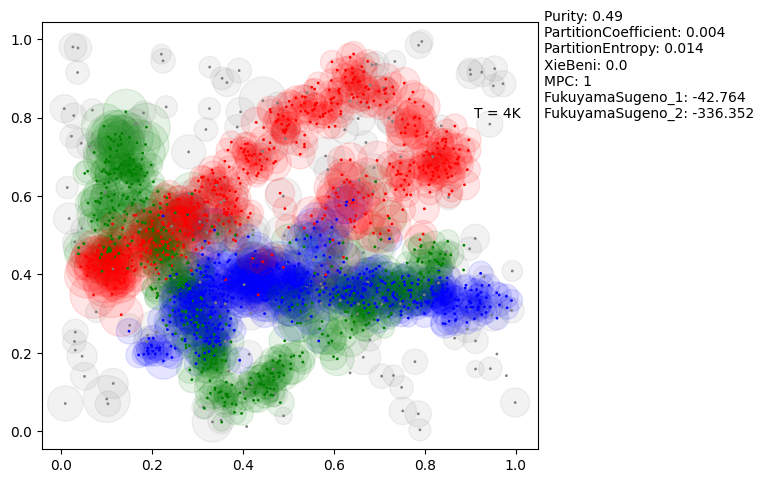 Purity: 0.49
PartitionCoefficient: 0.004
PartitionEntropy: 0.014
XieBeni: 0.0
MPC: 1
FukuyamaSugeno_1: -42.764
FukuyamaSugeno_2: -336.352
T = 4K
1.0
0.8
0.6
0.4
0.2
0.0
0.0 0.2 0.4 0.6 0.8 1.0